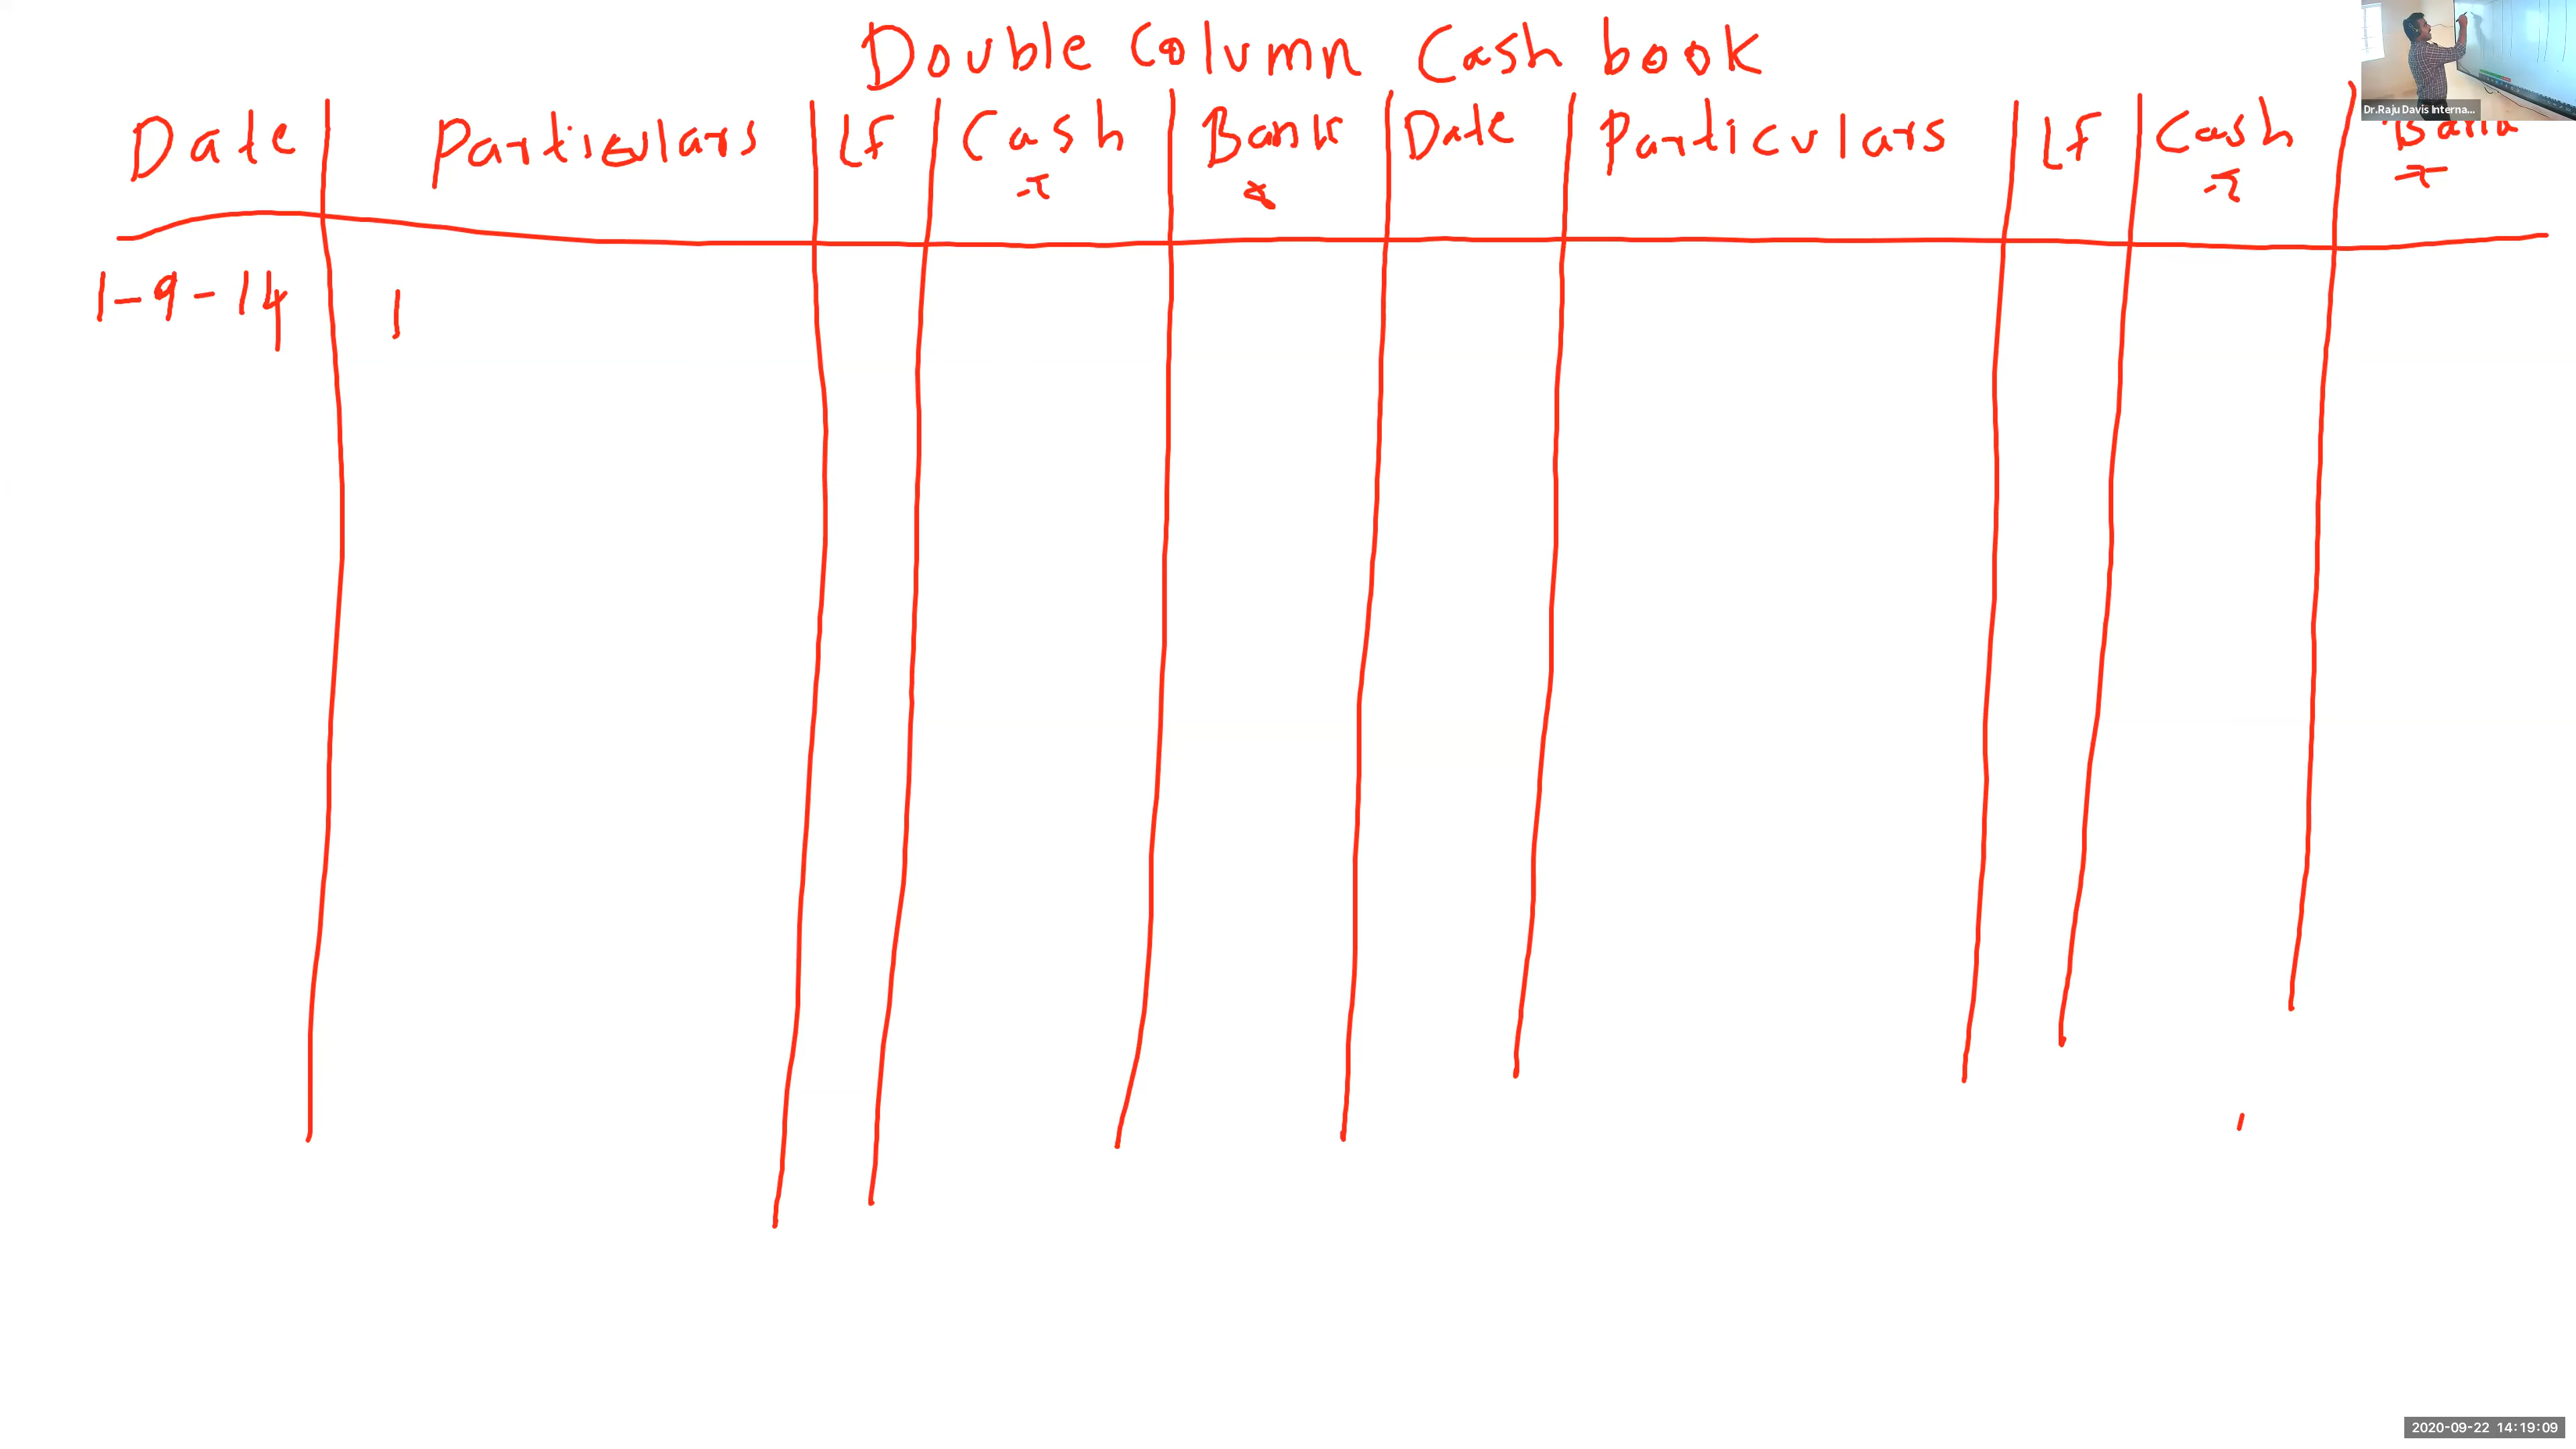 Double Column Cash book
Date Particulars LF Cash Bank Date Particulars LF Cash Bank
1-9-14
Dr.Raju Davis Interna...
2020-09-22 14:19:09